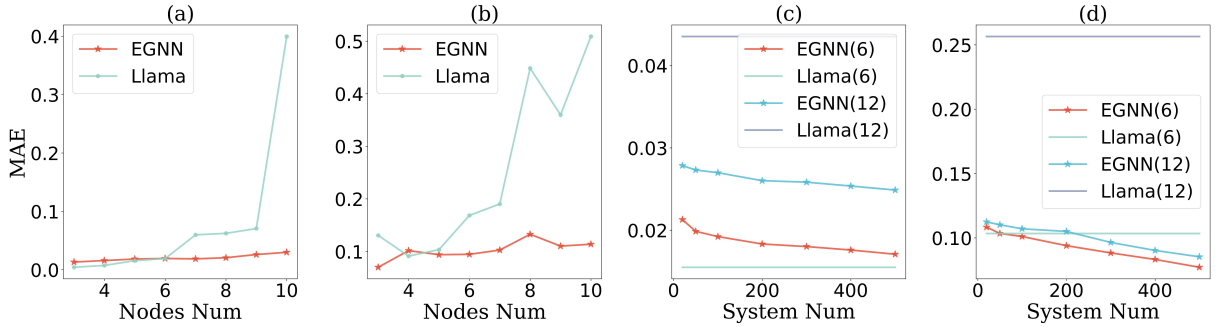 (a)
MAE
0.4
0.3
0.2
0.1
0.0
EGNN
Llama
4
6
8
10
Nodes Num
(b)
0.5
0.4
0.3
0.2
0.1
EGNN
Llama
4
6
8
10
Nodes Num
(c)
0.04
0.03
0.02
EGNN(6)
Llama(6)
EGNN(12)
Llama(12)
0
200
400
System Num
(d)
0.25
0.20
0.15
0.10
EGNN(6)
Llama(6)
EGNN(12)
Llama(12)
0
200
400
System Num